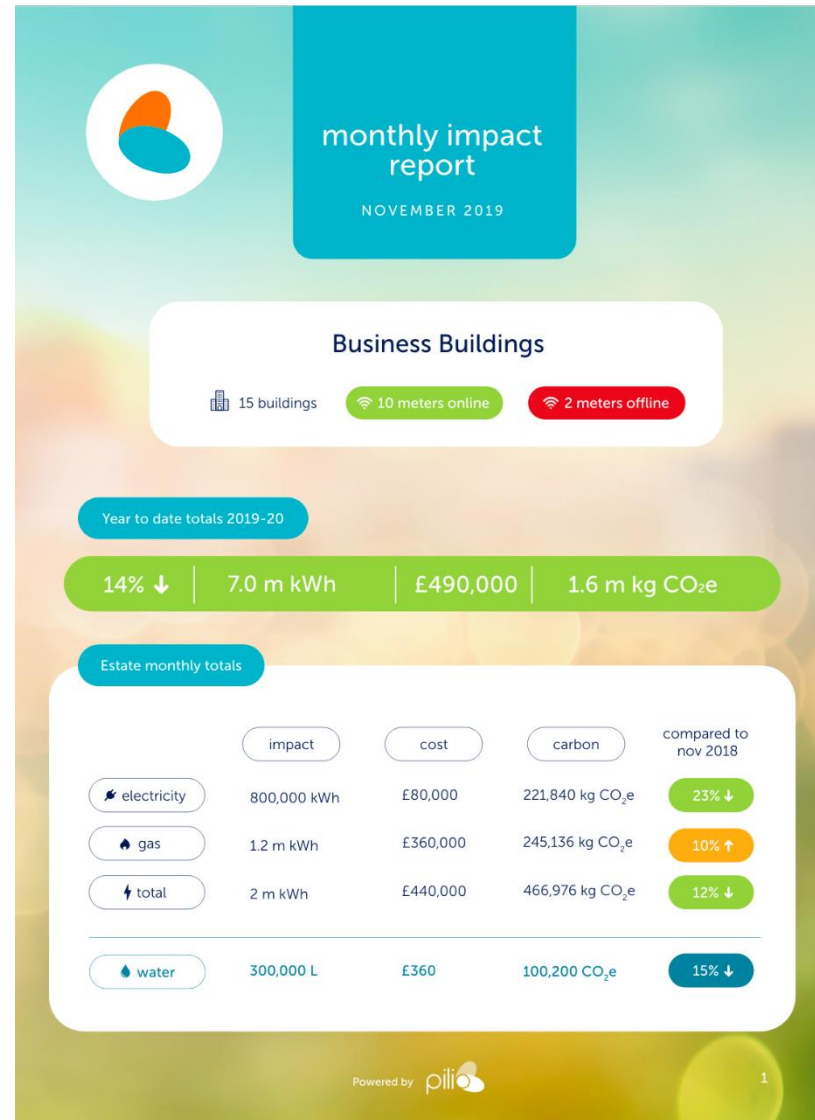 monthly impact
report
NOVEMBER 2019
Business Buildings
15 buildings
10 meters online
2 meters offline
Year to date totals 2019-20
14% ↓ 7.0 m kWh £490,000 1.6 m kg CO₂e
Estate monthly totals
impact cost carbon compared to
nov 2018
electricity 800,000 kWh £80,000 221,840 kg CO₂e 23% ↓
gas 1.2 m kWh £360,000 245,136 kg CO₂e 10% ↑
total 2 m kWh £440,000 466,976 kg CO₂e 12% ↓
water 300,000 L £360 100,200 CO₂e 15% ↓
Powered by pilio
1